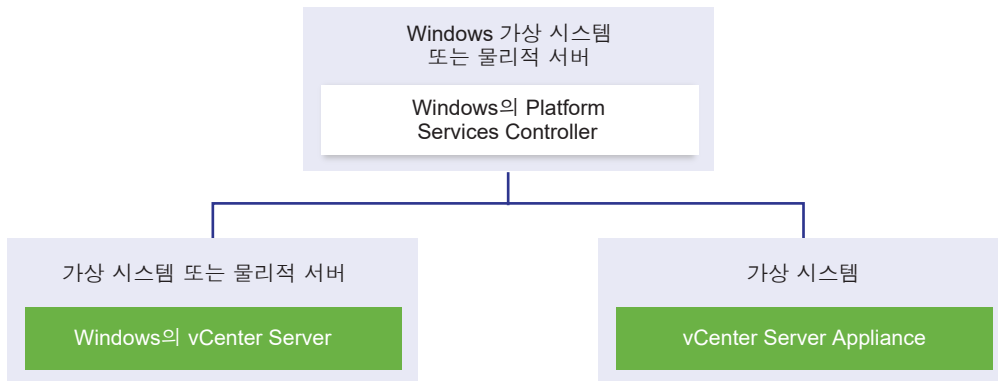 Windows 가상 시스템
또는 물리적 서버
Windows의 Platform
Services Controller
가상 시스템 또는 물리적 서버
가상 시스템
Windows의 vCenter Server
vCenter Server Appliance